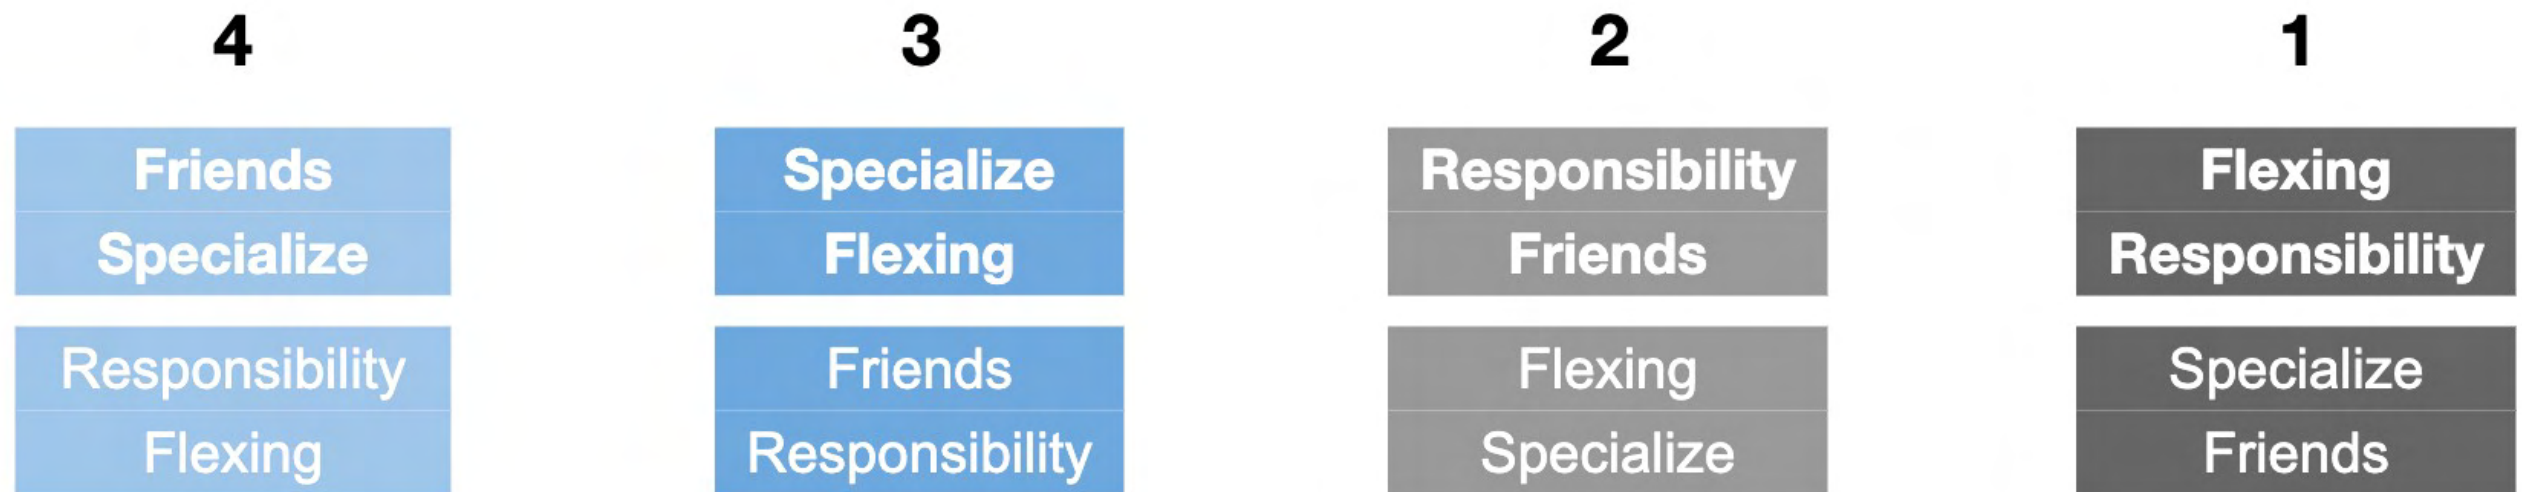 4
Friends
Specialize
Responsibility
Flexing
3
Specialize
Flexing
Friends
Responsibility
2
Responsibility
Friends
Flexing
Specialize
1
Flexing
Responsibility
Specialize
Friends